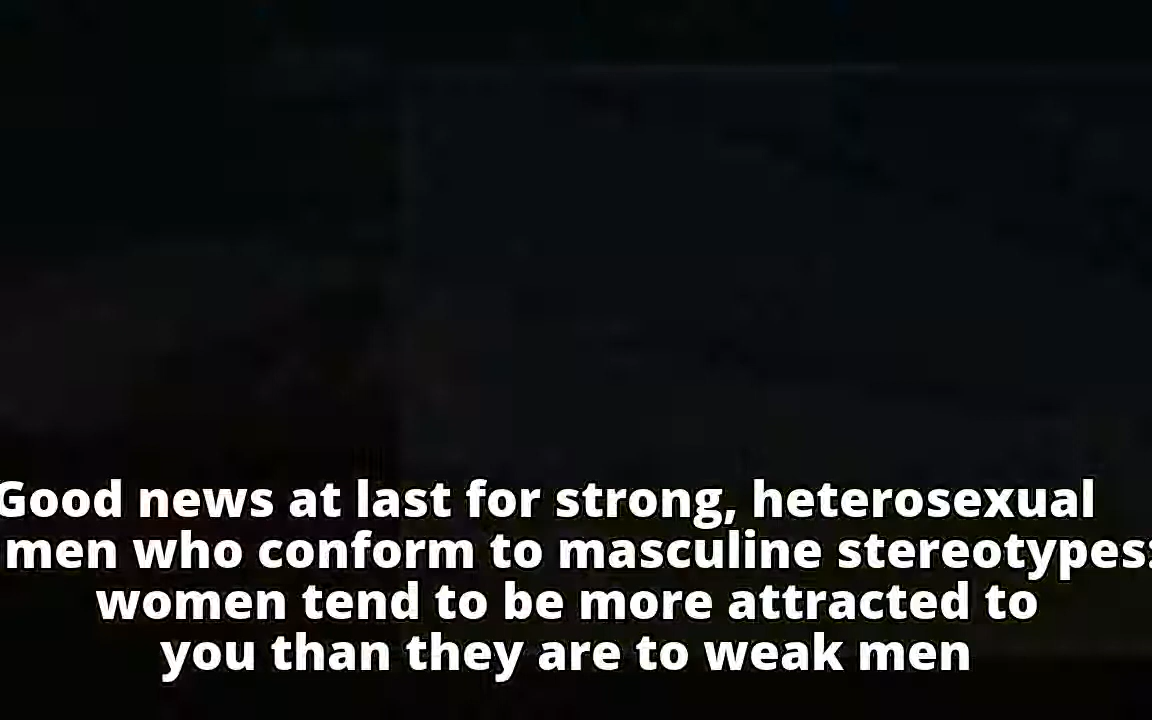 Good news at last for strong, heterosexual
men who conform to masculine stereotypes:
women tend to be more attracted to
you than they are to weak men